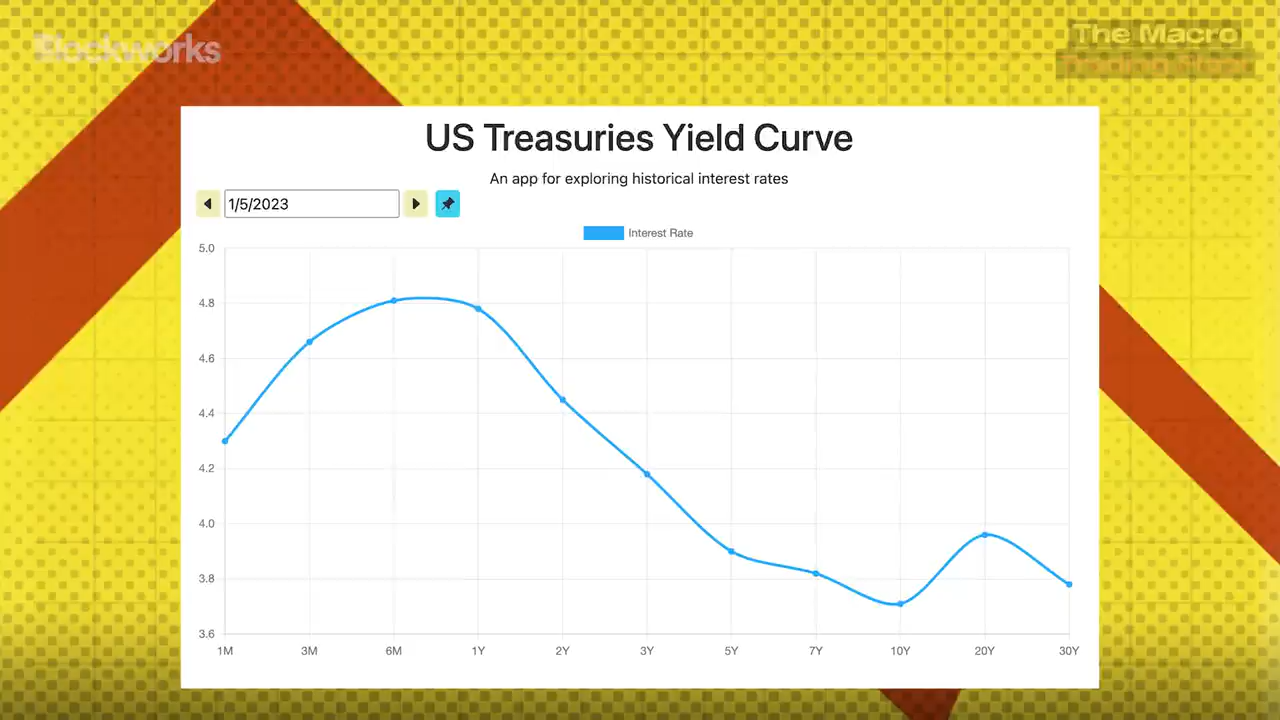 Blockworks
The Macro
US Treasuries Yield Curve
An app for exploring historical interest rates
1/5/2023
Interest Rate
5.0
4.8
4.6
4.4
4.2
4.0
3.8
3.6
1M 3M 6M 1Y 2Y 3Y 5Y 7Y 10Y 20Y 30Y